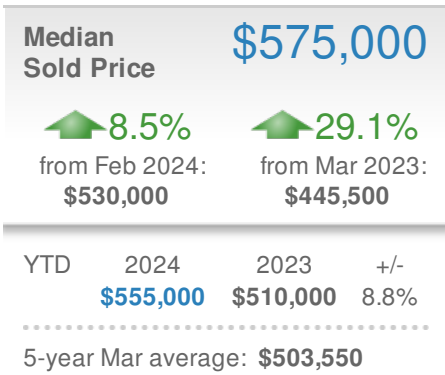 Median
Sold Price
$575,000
8.5%
from Feb 2024:
$530,000
29.1%
from Mar 2023:
$445,500
YTD 2024 2023 +/-
$555,000 $510,000 8.8%
5-year Mar average: $503,550